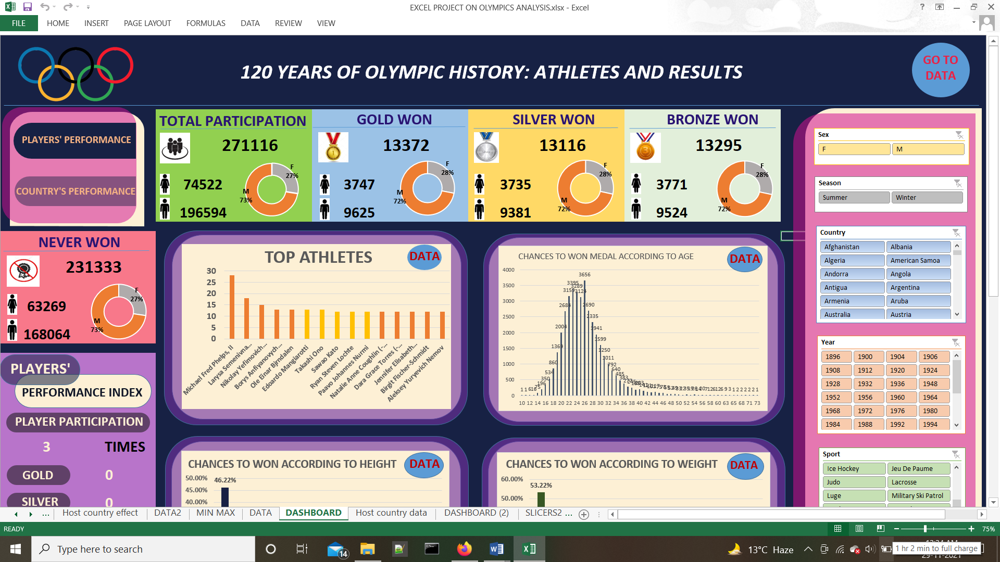 EXCEL PROJECT ON OLYMPICS ANALYSIS.xlsx - Excel
FILE HOME INSERT PAGE LAYOUT FORMULAS DATA REVIEW VIEW
120 YEARS OF OLYMPIC HISTORY: ATHLETES AND RESULTS
GO TO
DATA
PLAYERS' PERFORMANCE
COUNTRY'S PERFORMANCE
TOTAL PARTICIPATION
271116
74522
196594
F
27%
M
73%
GOLD WON
13372
3747
9625
F
28%
M
72%
SILVER WON
13116
3735
9381
F
28%
M
72%
BRONZE WON
13295
3771
9524
F
28%
M
72%
NEVER WON
231333
63269
168064
F
27%
M
73%
PLAYERS'
PERFORMANCE INDEX
PLAYER PARTICIPATION
3 TIMES
GOLD 0
SILVER 0
TOP ATHLETES
DATA
30
25
20
15
10
5
0
Michael Fred Phelps, II
Larysa Semenivna...
Nikolay Yefimovich...
Borys Anfiyanovych...
Ole Einar Bjrndalen
Edoardo Mangiarotti
Takashi Ono
Sawao Kato
Ryan Steven Lochte
Paavo Johannes Nurmi
Natalie Anne Coughlin (-...
Dara Grace Torres (-...
Jennifer Elisabeth...
Birgit Fischer-Schmidt
Aleksey Yuryevich Nemov
CHANCES TO WON MEDAL ACCORDING TO AGE
DATA
4000
3500
3000
2500
2000
1500
1000
500
0
350 534 860 1369 2004 2684 3159 3395 3289 3124 3656 2690 2335 1941 1599 1250 1011 792 640 485 383
10 12 14 16 18 20 22 24 26 28 30 32 34 36 38 40 42 44 46 48 50 52 54 56 58 60 63 65 68 71 73
CHANCES TO WON ACCORDING TO HEIGHT
DATA
50.00%
45.00%
40.00%
46.22%
CHANCES TO WON ACCORDING TO WEIGHT
DATA
60.00%
50.00%
53.22%
Sex
F M
Season
Summer Winter
Country
Afghanistan Albania
Algeria American Samoa
Andorra Angola
Antigua Argentina
Armenia Aruba
Australia Austria
Year
1896 1900 1904 1906
1908 1912 1920 1924
1928 1932 1936 1948
1952 1956 1960 1964
1968 1972 1976 1980
1984 1988 1992 1994
Sport
Ice Hockey Jeu De Paume
Judo Lacrosse
Luge Military Ski Patrol
... Host country effect DATA2 MIN MAX DATA DASHBOARD Host country data DASHBOARD (2) SLICERS2 ...
READY
75%
Type here to search
14
13°C Haze
1 hr 2 min to full charge
29-11-2021